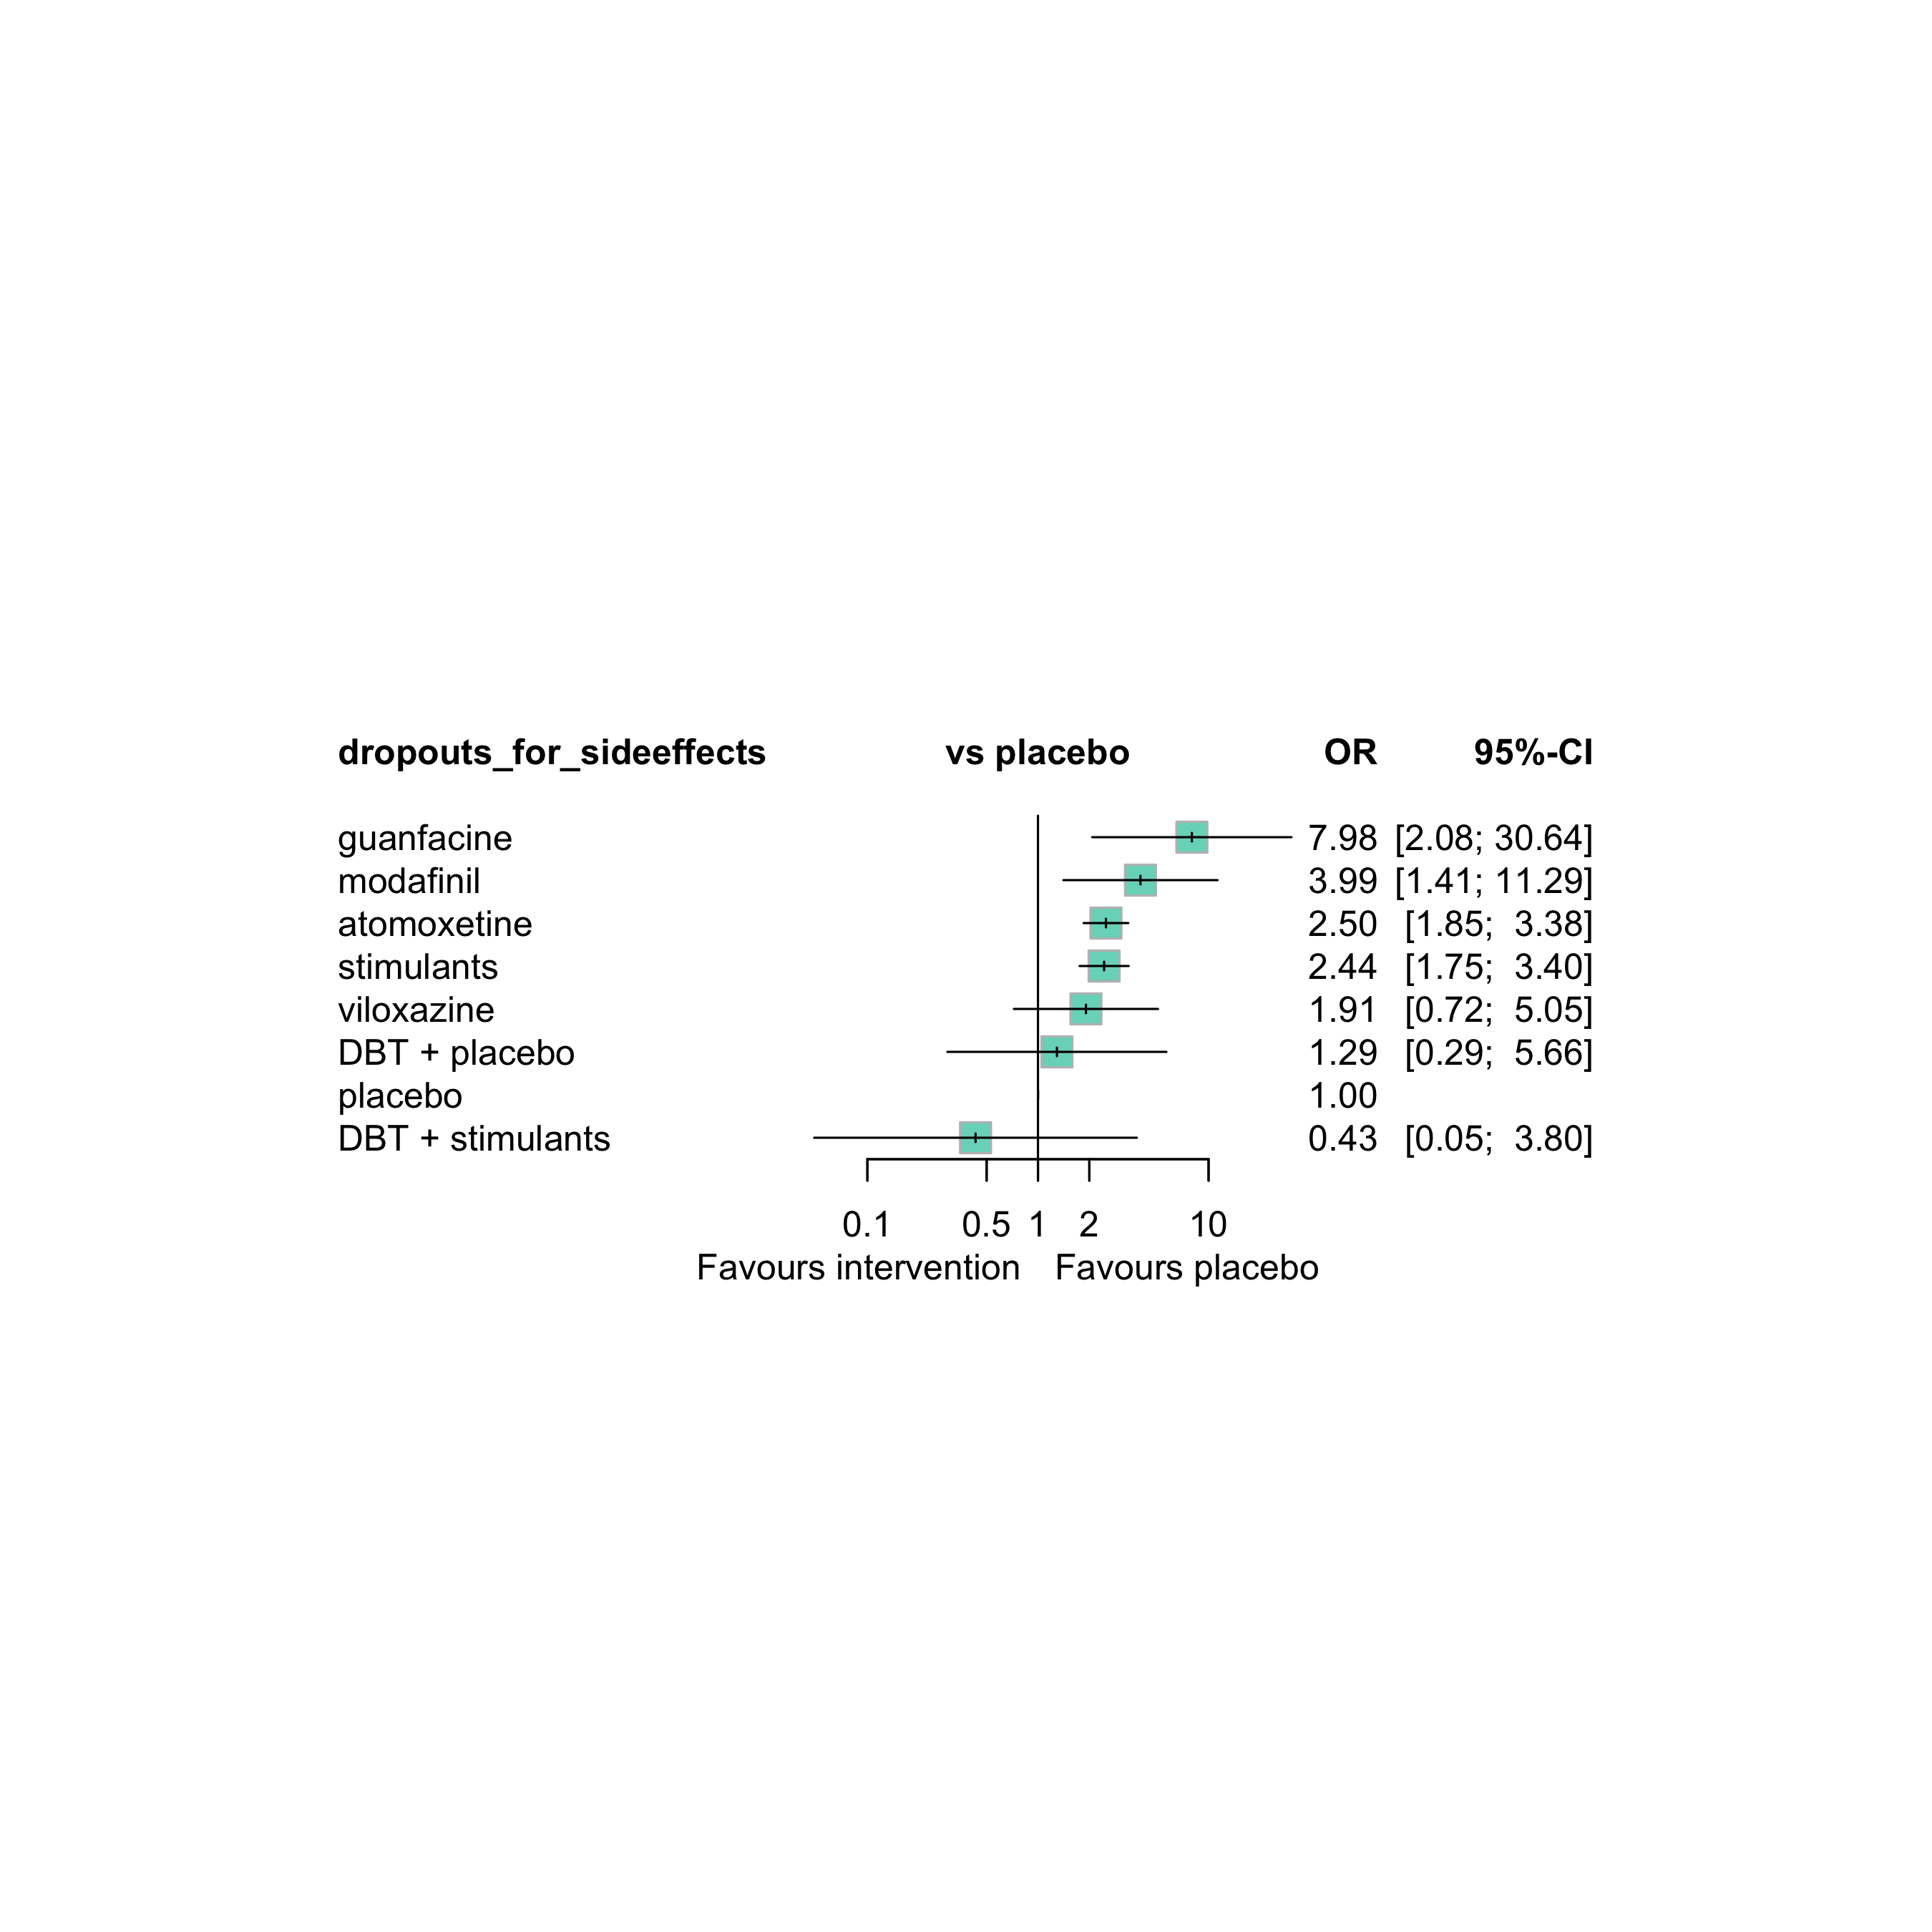 dropouts_for_sideeffects vs placebo OR 95%-CI
guanfacine 7.98 [2.08; 30.64]
modafinil 3.99 [1.41; 11.29]
atomoxetine 2.50 [1.85; 3.38]
stimulants 2.44 [1.75; 3.40]
viloxazine 1.91 [0.72; 5.05]
DBT + placebo 1.29 [0.29; 5.66]
placebo 1.00
DBT + stimulants 0.43 [0.05; 3.80]
0.1 0.5 1 2 10
Favours intervention Favours placebo